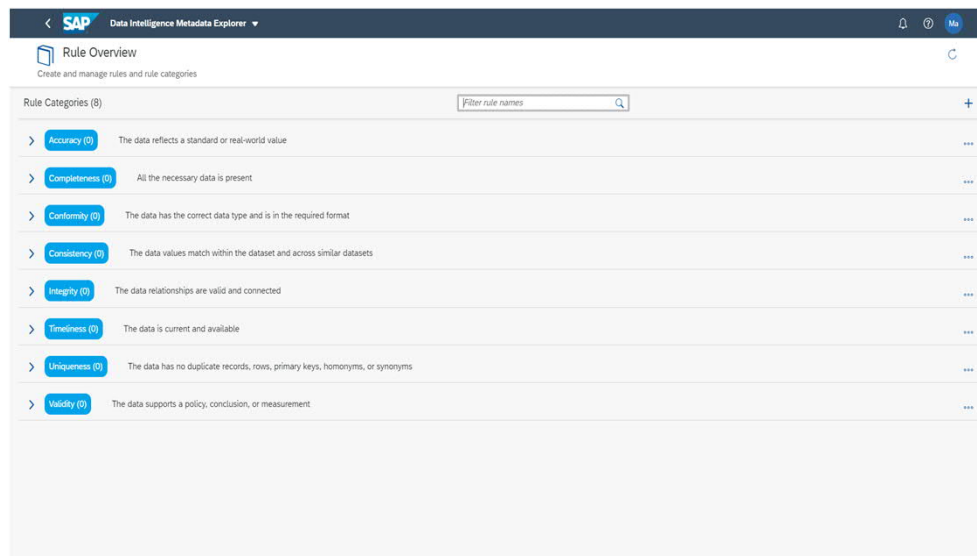 SAP Data Intelligence Metadata Explorer Ma
Rule Overview
Create and manage rules and rule categories
Rule Categories (8) Filter rule names
Accuracy (0) The data reflects a standard or real-world value
Completeness (0) All the necessary data is present
Conformity (0) The data has the correct data type and is in the required format
Consistency (0) The data values match within the dataset and across similar datasets
Integrity (0) The data relationships are valid and connected
Timeliness (0) The data is current and available
Uniqueness (0) The data has no duplicate records, rows, primary keys, homonyms, or synonyms
Validity (0) The data supports a policy, conclusion, or measurement